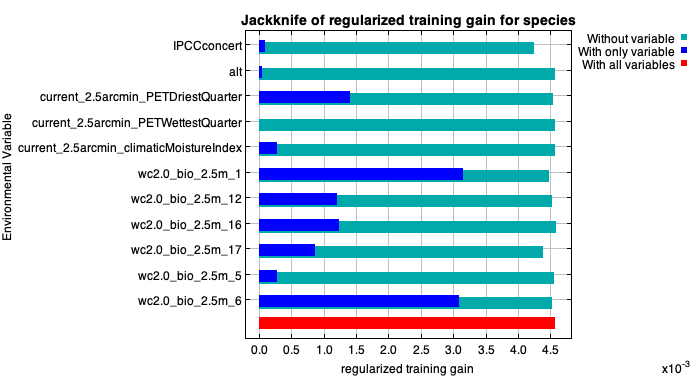 Jackknife of regularized training gain for species
Without variable
With only variable
With all variables
Environmental Variable
IPCCconcert
alt
current_2.5arcmin_PETDriestQuarter
current_2.5arcmin_PETWettestQuarter
current_2.5arcmin_climaticMoistureIndex
wc2.0_bio_2.5m_1
wc2.0_bio_2.5m_12
wc2.0_bio_2.5m_16
wc2.0_bio_2.5m_17
wc2.0_bio_2.5m_5
wc2.0_bio_2.5m_6
0.0 0.5 1.0 1.5 2.0 2.5 3.0 3.5 4.0 4.5
regularized training gain
x10-3